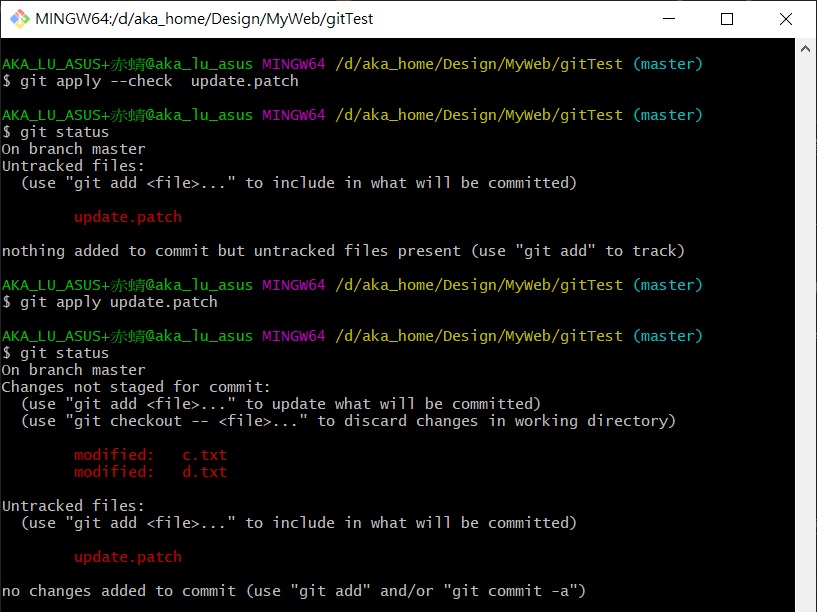 MINGW64:/d/aka_home/Design/MyWeb/gitTest
AKA_LU_ASUS+赤蜻@aka_lu_asus MINGW64 /d/aka_home/Design/MyWeb/gitTest (master)
$ git apply --check  update.patch
AKA_LU_ASUS+赤蜻@aka_lu_asus MINGW64 /d/aka_home/Design/MyWeb/gitTest (master)
$ git status
On branch master
Untracked files:
  (use "git add <file>..." to include in what will be committed)
        update.patch
nothing added to commit but untracked files present (use "git add" to track)
AKA_LU_ASUS+赤蜻@aka_lu_asus MINGW64 /d/aka_home/Design/MyWeb/gitTest (master)
$ git apply update.patch
AKA_LU_ASUS+赤蜻@aka_lu_asus MINGW64 /d/aka_home/Design/MyWeb/gitTest (master)
$ git status
On branch master
Changes not staged for commit:
  (use "git add <file>..." to update what will be committed)
  (use "git checkout -- <file>..." to discard changes in working directory)
        modified:   c.txt
        modified:   d.txt
Untracked files:
  (use "git add <file>..." to include in what will be committed)
        update.patch
no changes added to commit (use "git add" and/or "git commit -a")